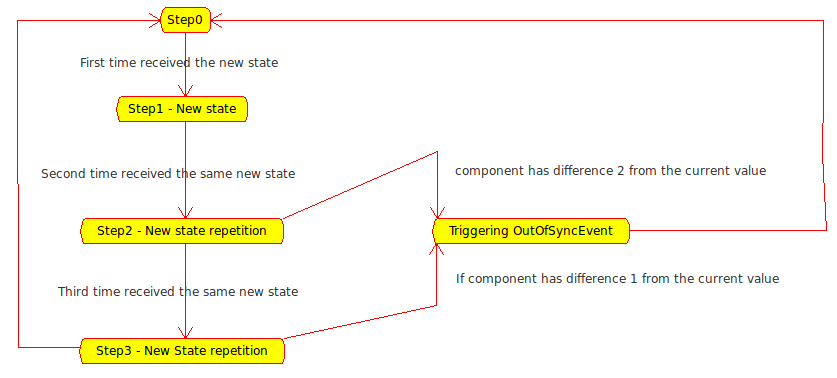 Step0
First time received the new state
Step1 - New state
Second time received the same new state
component has difference 2 from the current value
Step2 - New state repetition
Triggering OutOfSyncEvent
If component has difference 1 from the current value
Third time received the same new state
Step3 - New State repetition